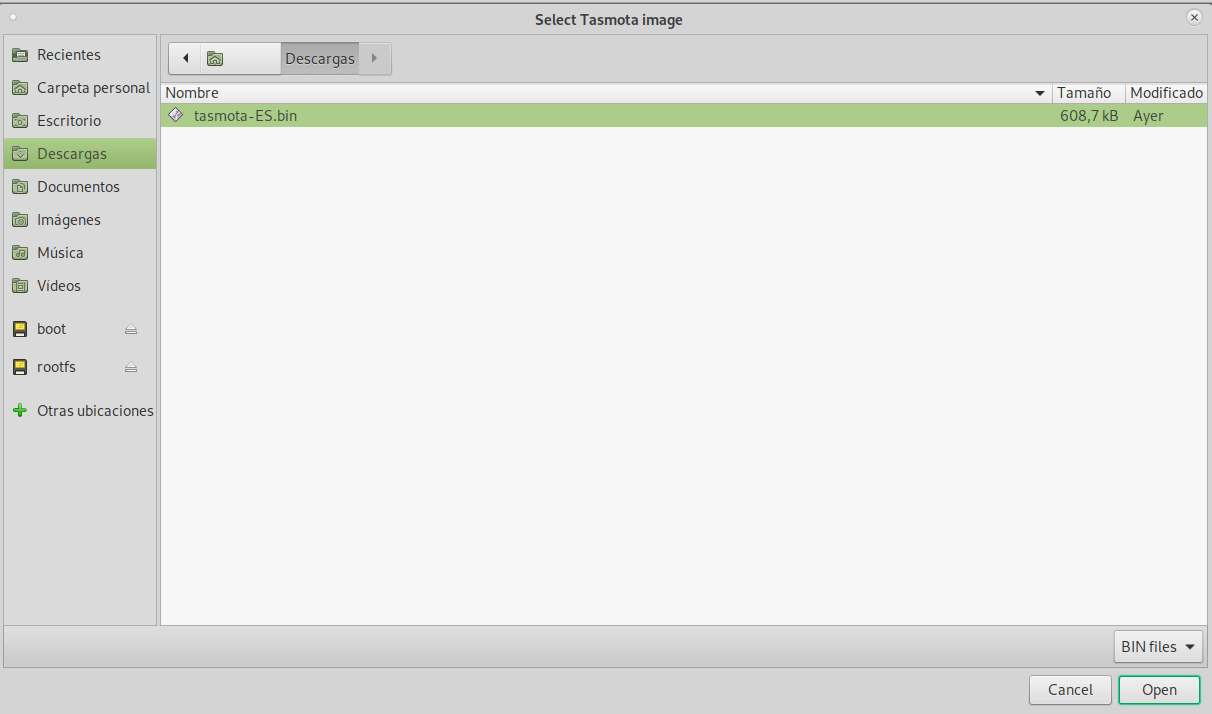 Select Tasmota image
Recientes
Carpeta personal
Escritorio
Descargas
Documentos
Imágenes
Música
Vídeos
boot
rootfs
Otras ubicaciones
Descargas
Nombre Tamaño Modificado
tasmota-ES.bin 608,7 kB Ayer
BIN files
Cancel Open